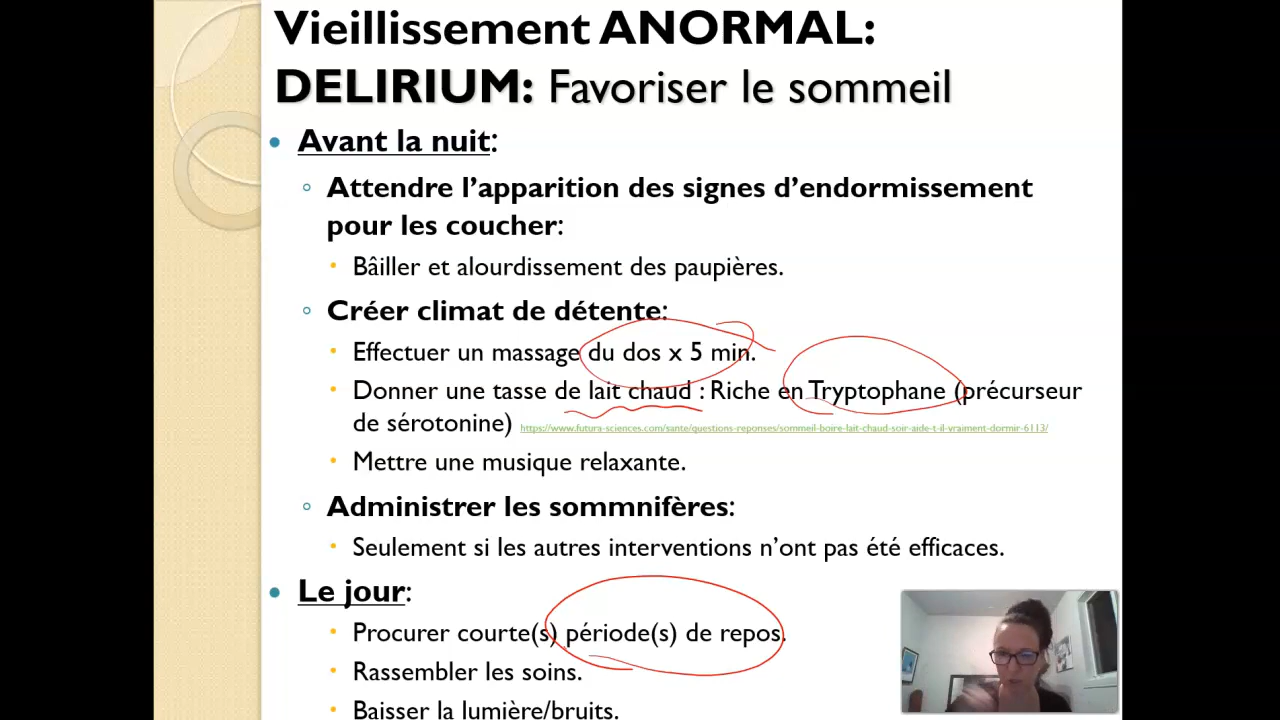 Vieillissement ANORMAL:
DELIRIUM: Favoriser le sommeil
• Avant la nuit:
◦ Attendre l’apparition des signes d’endormissement
pour les coucher:
• Bâiller et alourdissement des paupières.
◦ Créer climat de détente:
• Effectuer un massage du dos x 5 min.
• Donner une tasse de lait chaud : Riche en Tryptophane (précurseur
de sérotonine) https://www.futura-sciences.com/sante/questions-reponses/sommeil-boire-lait-chaud-soir-aide-t-il-vraiment-dormir-6113/
• Mettre une musique relaxante.
◦ Administrer les sommnifères:
• Seulement si les autres interventions n’ont pas été efficaces.
• Le jour:
• Procurer courte(s) période(s) de repos.
• Rassembler les soins.
• Baisser la lumière/bruits.